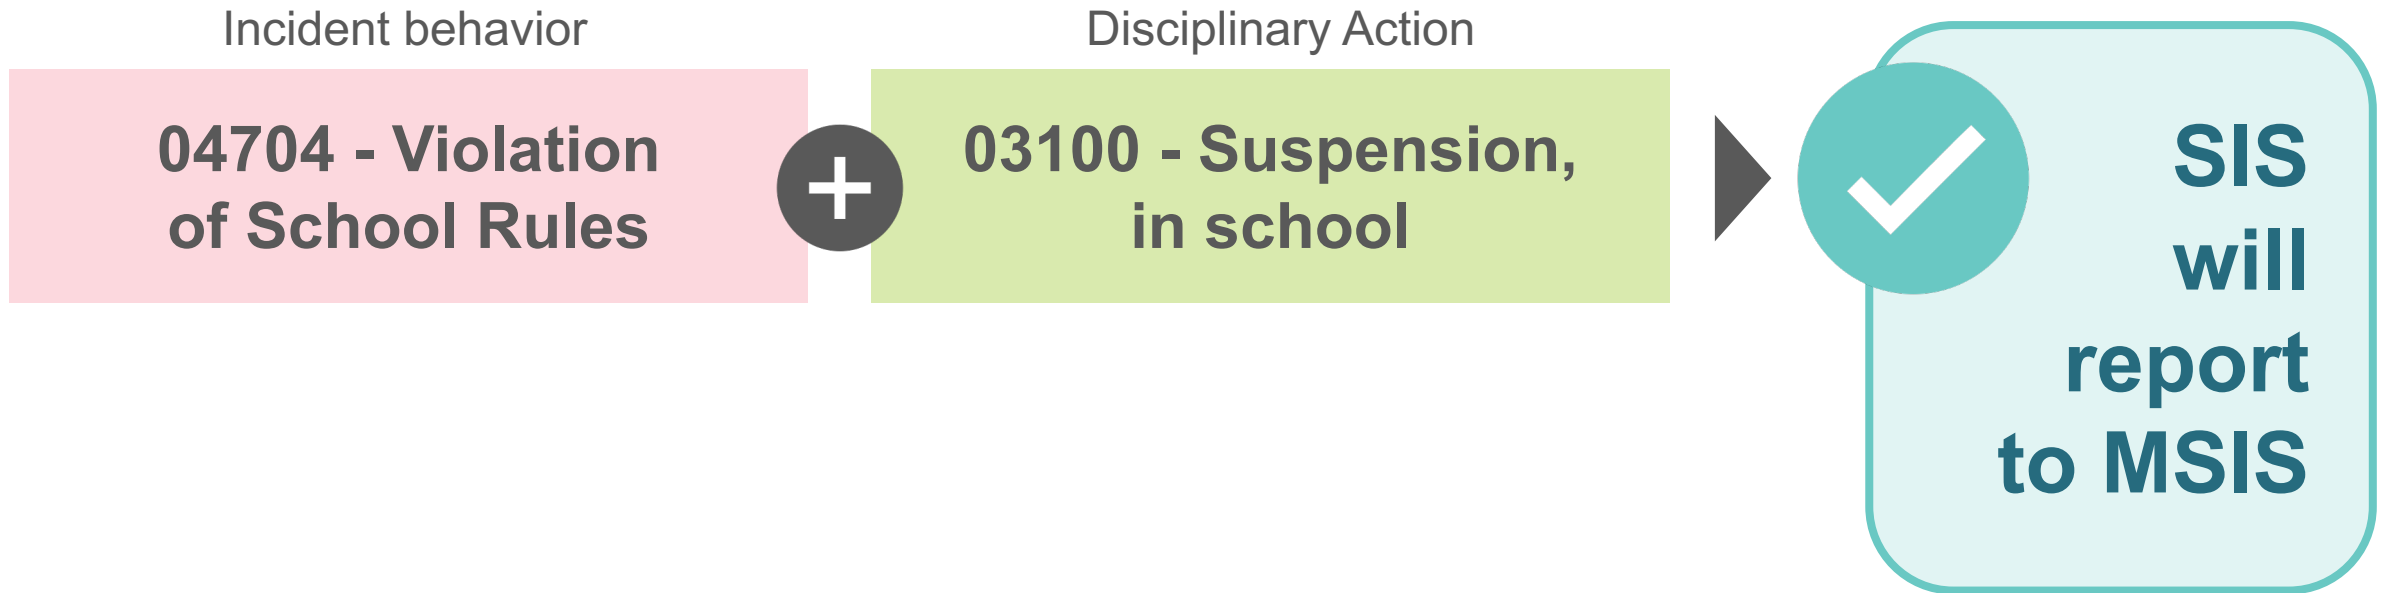 Incident behavior
04704 - Violation
of School Rules
Disciplinary Action
03100 - Suspension,
in school
SIS
will
report
to MSIS